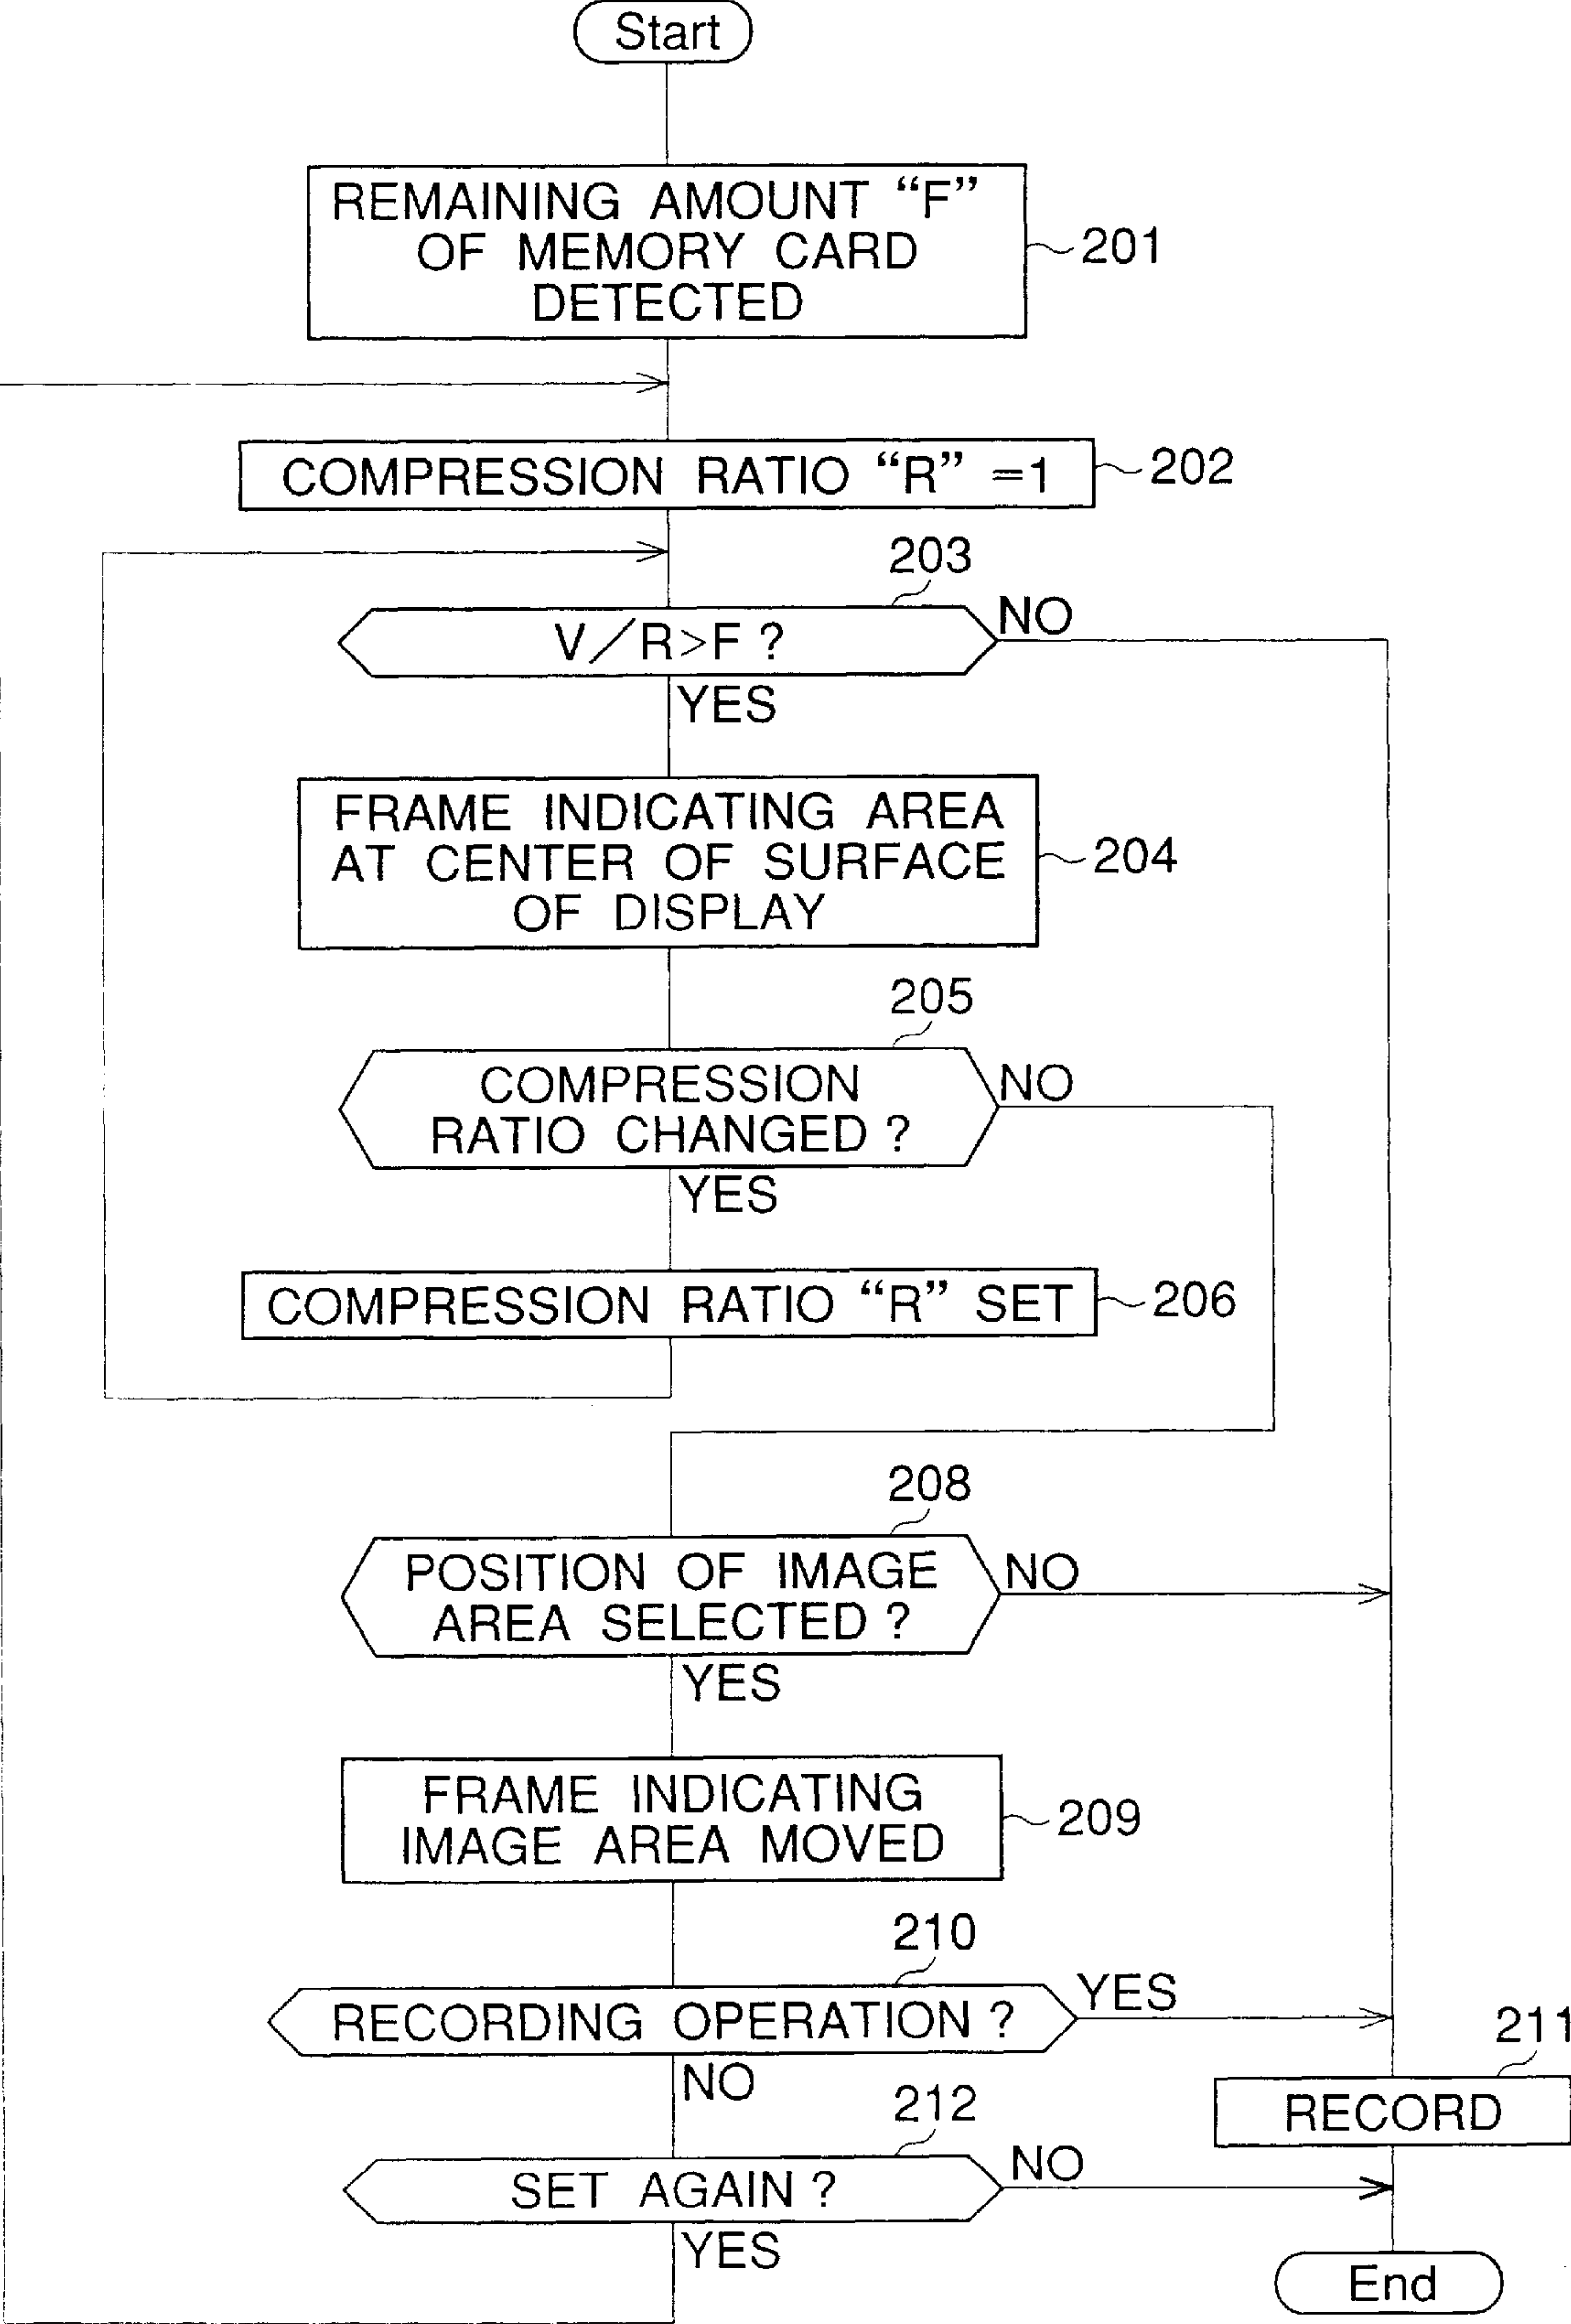 Start
REMAINING AMOUNT “F”
OF MEMORY CARD
DETECTED
201
COMPRESSION RATIO “R” =1
202
203
V/R>F ?
NO
YES
FRAME INDICATING AREA
AT CENTER OF SURFACE
OF DISPLAY
204
205
COMPRESSION
RATIO CHANGED ?
NO
YES
COMPRESSION RATIO “R” SET
206
208
POSITION OF IMAGE
AREA SELECTED ?
NO
YES
FRAME INDICATING
IMAGE AREA MOVED
209
210
RECORDING OPERATION ?
YES
NO
211
RECORD
212
SET AGAIN ?
NO
YES
End